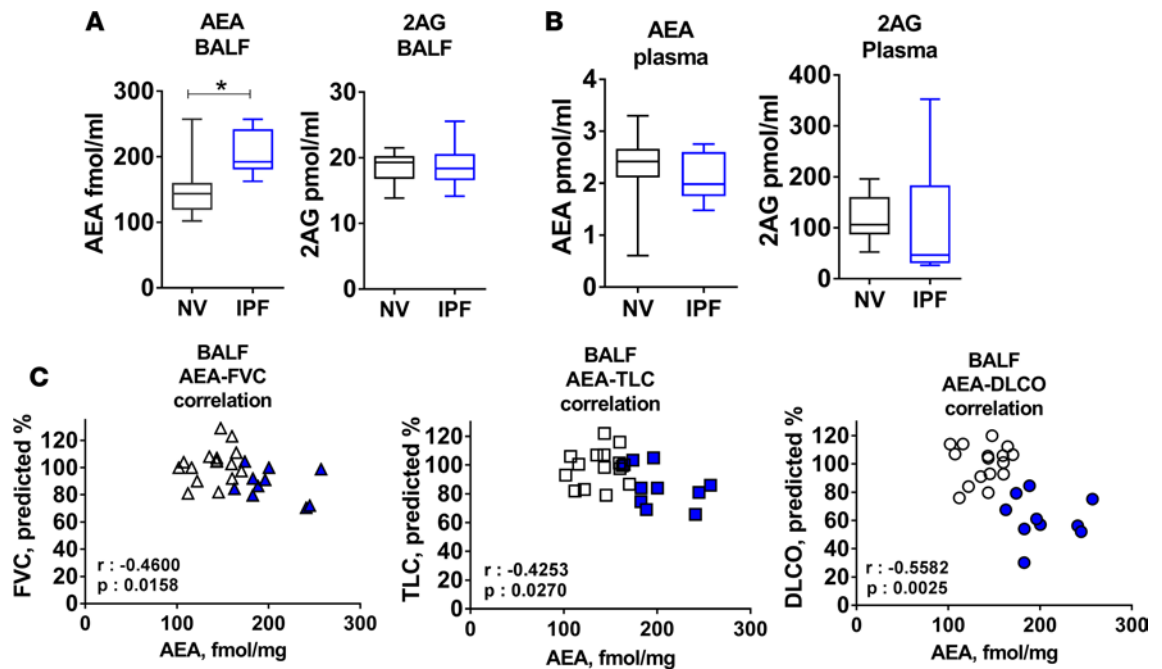 A
AEA
BALF
AEA fmol/ml
300
200
100
0
*
NV
IPF
2AG
BALF
2AG pmol/ml
30
20
10
0
NV
IPF
B
AEA
plasma
AEA pmol/ml
4
3
2
1
0
NV
IPF
2AG
Plasma
2AG pmol/ml
400
300
200
100
0
NV
IPF
C
BALF
AEA-FVC
correlation
FVC, predicted %
120
100
80
60
40
20
0
r : -0.4600
p : 0.0158
0
100
200
300
AEA, fmol/mg
BALF
AEA-TLC
correlation
TLC, predicted %
120
100
80
60
40
20
0
r : -0.4253
p : 0.0270
0
100
200
300
AEA, fmol/mg
BALF
AEA-DLCO
correlation
DLCO, predicted %
120
100
80
60
40
20
0
r : -0.5582
p : 0.0025
0
100
200
300
AEA, fmol/mg